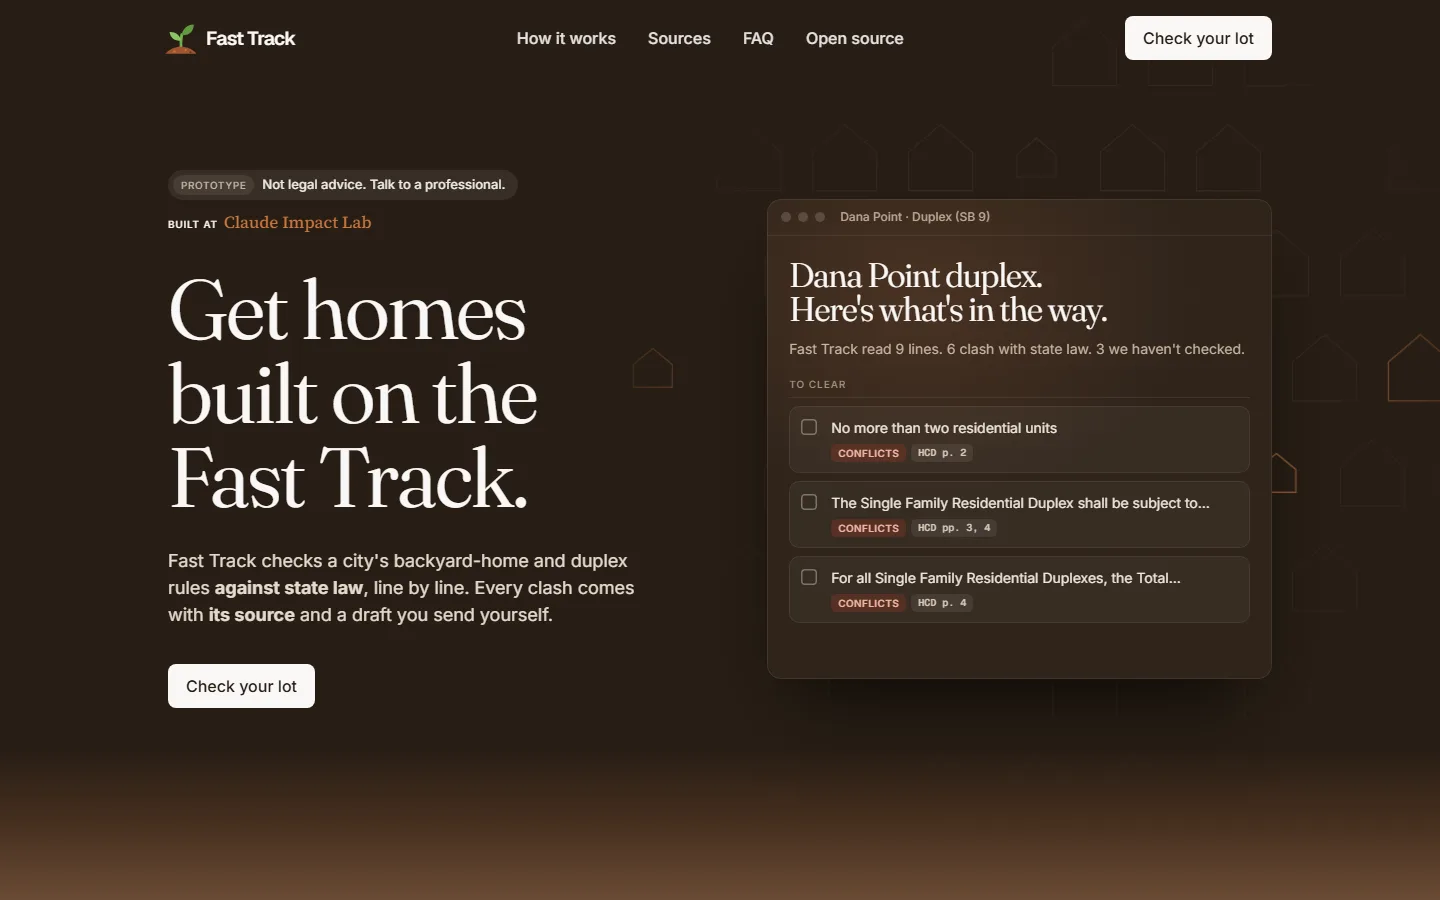 Fast Track
How it works
Sources
FAQ
Open source
Check your lot
PROTOTYPE Not legal advice. Talk to a professional.
BUILT AT Claude Impact Lab
Get homes
built on the
Fast Track.
Fast Track checks a city's backyard-home and duplex
rules against state law, line by line. Every clash comes
with its source and a draft you send yourself.
Check your lot
Dana Point · Duplex (SB 9)
Dana Point duplex.
Here's what's in the way.
Fast Track read 9 lines. 6 clash with state law. 3 we haven't checked.
TO CLEAR
No more than two residential units
CONFLICTS HCD p. 2
The Single Family Residential Duplex shall be subject to...
CONFLICTS HCD pp. 3, 4
For all Single Family Residential Duplexes, the Total...
CONFLICTS HCD p. 4